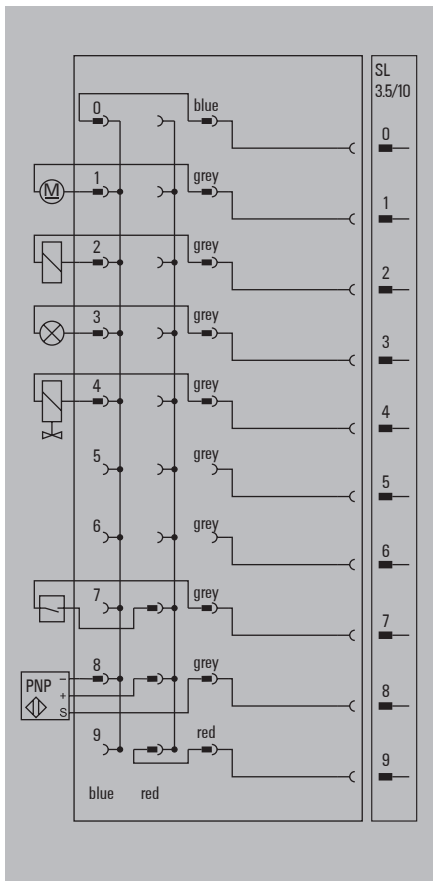 SL
3.5/10
0 blue
0
M 1 grey
1
2 grey
2
3 grey
3
4 grey
4
5 grey
5
6 grey
6
7 grey
7
8 grey
PNP − + S
8
9 red
9
blue red